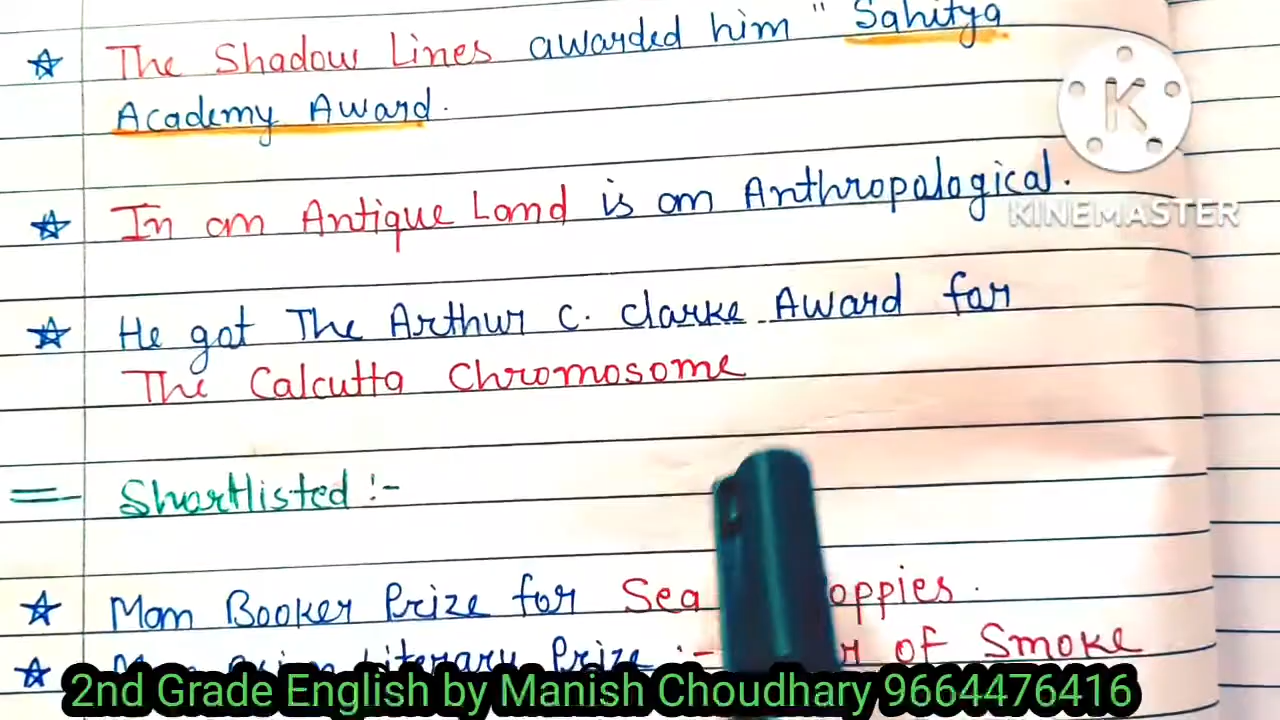 The Shadow Lines awarded him " Sahitya
Academy Award.
In an Antique Land is an Anthropological.
He got The Arthur C. Clarke Award for
The Calcutta Chromosome
K
KINEMASTER
= Shortlisted :-
Man Booker Prize for Sea oppies.
Literary Prize :- of Smoke
2nd Grade English by Manish Choudhary 9664476416